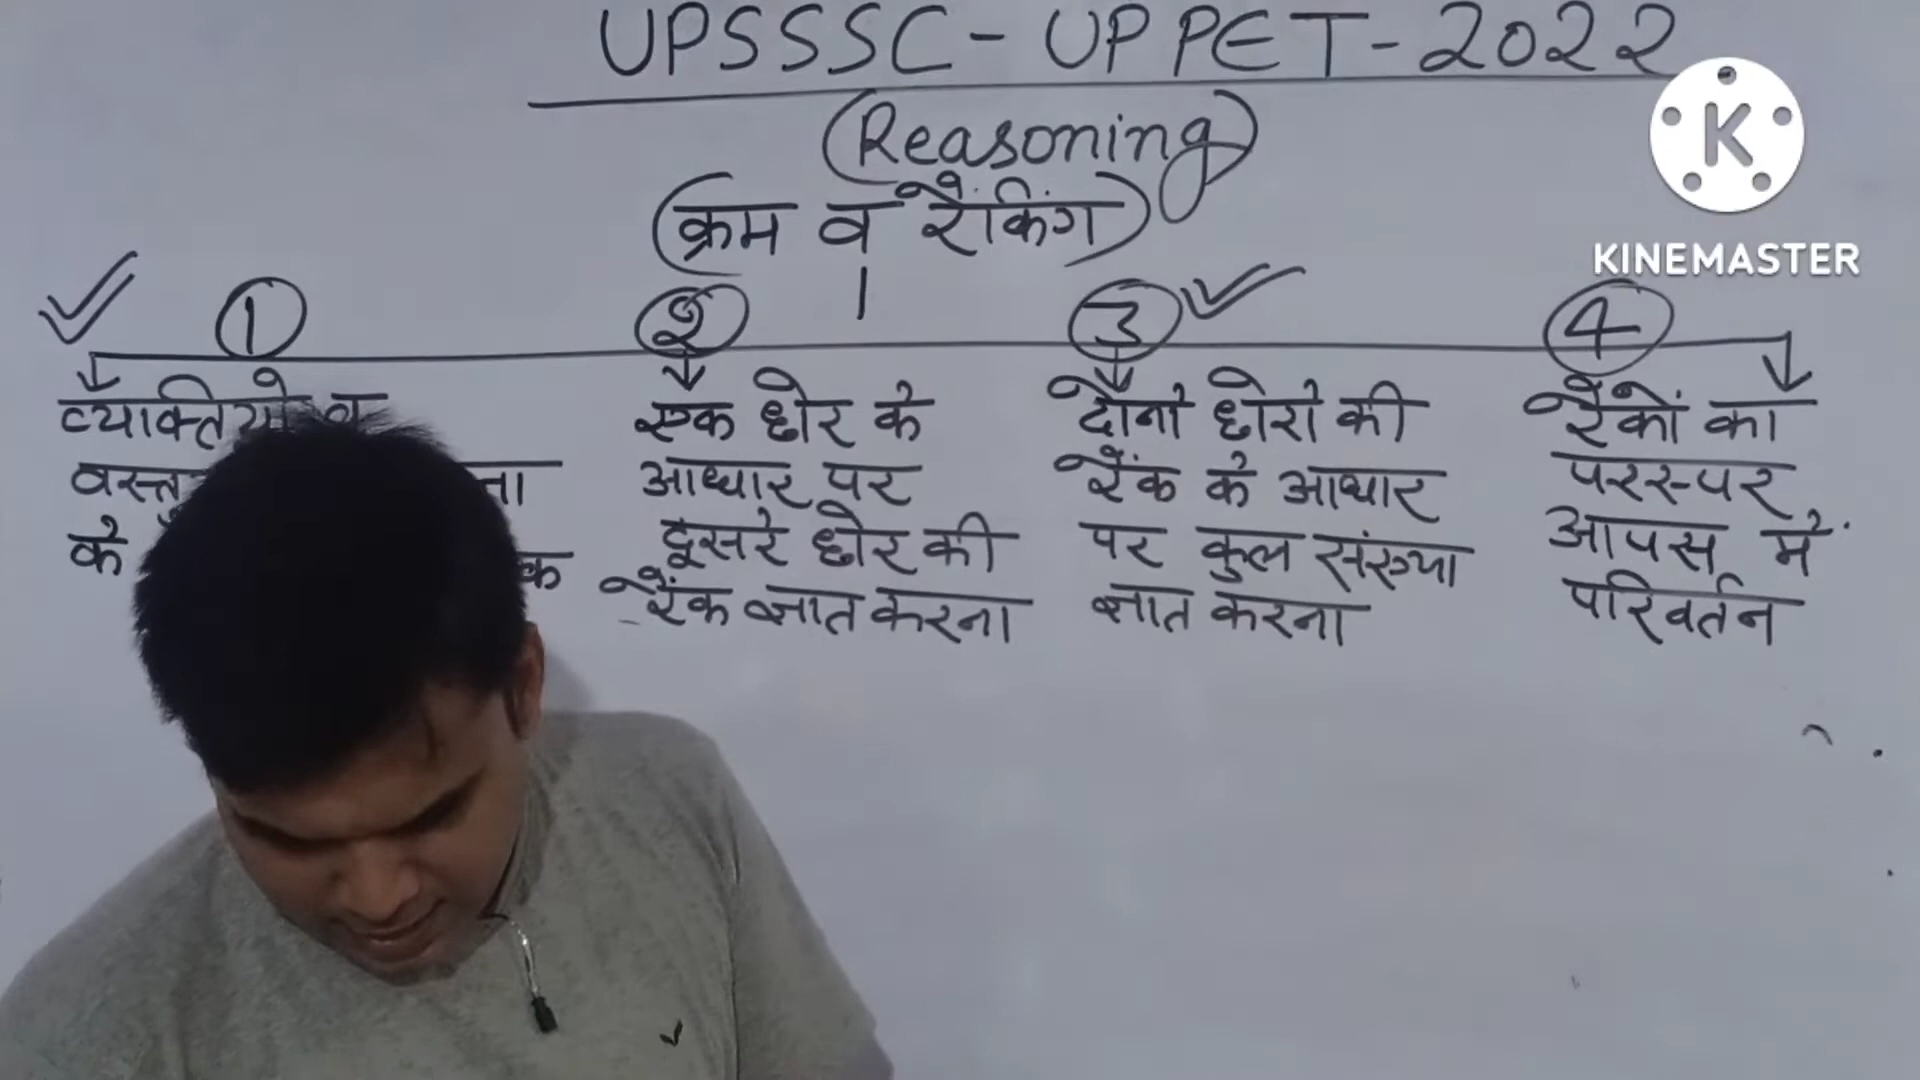 UPSSSC - UPPET - 2022
(Reasoning)
(क्रम व रैंकिंग)
K
KINEMASTER
1 2 3 4
व्याक्तियो व
के
एक छोर के
आधार पर
दूसरे छोर की
रैंक ज्ञात करना
दोनो छोरो की
रैंक के आधार
पर कुल संख्या
ज्ञात करना
रैंकों का
परस्पर
आपस में
परिवर्तन